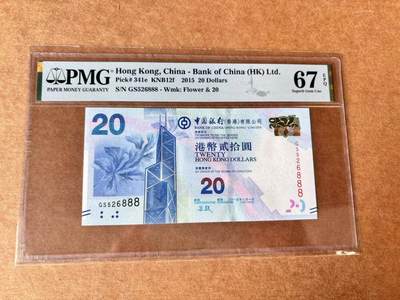 PMG
PAPER MONEY GUARANTY
Hong Kong, China - Bank of China (HK) Ltd.
Pick# 341e KNB12f 2015 20 Dollars
S/N GS526888 - Wmk: Flower & 20
67 EPQ
Superb Gem Unc
20
中國銀行(香港)有限公司
BANK OF CHINA (HONG KONG) LIMITED
港幣貳拾圓
TWENTY
HONG KONG DOLLARS
20
GS526888
GS526888
20